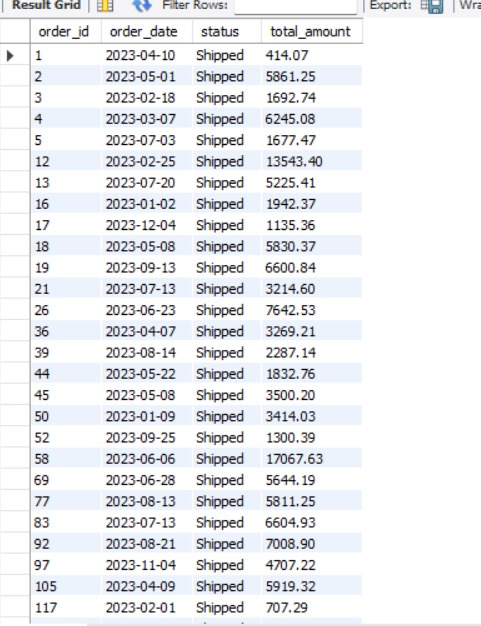 Result Grid Filter Rows: Export: Wra
order_id order_date status total_amount
1 2023-04-10 Shipped 414.07
2 2023-05-01 Shipped 5861.25
3 2023-02-18 Shipped 1692.74
4 2023-03-07 Shipped 6245.08
5 2023-07-03 Shipped 1677.47
12 2023-02-25 Shipped 13543.40
13 2023-07-20 Shipped 5225.41
16 2023-01-02 Shipped 1942.37
17 2023-12-04 Shipped 1135.36
18 2023-05-08 Shipped 5830.37
19 2023-09-13 Shipped 6600.84
21 2023-07-13 Shipped 3214.60
26 2023-06-23 Shipped 7642.53
36 2023-04-07 Shipped 3269.21
39 2023-08-14 Shipped 2287.14
44 2023-05-22 Shipped 1832.76
45 2023-05-08 Shipped 3500.20
50 2023-01-09 Shipped 3414.03
52 2023-09-25 Shipped 1300.39
58 2023-06-06 Shipped 17067.63
69 2023-06-28 Shipped 5644.19
77 2023-08-13 Shipped 5811.25
83 2023-07-13 Shipped 6604.93
92 2023-08-21 Shipped 7008.90
97 2023-11-04 Shipped 4707.22
105 2023-04-09 Shipped 5919.32
117 2023-02-01 Shipped 707.29